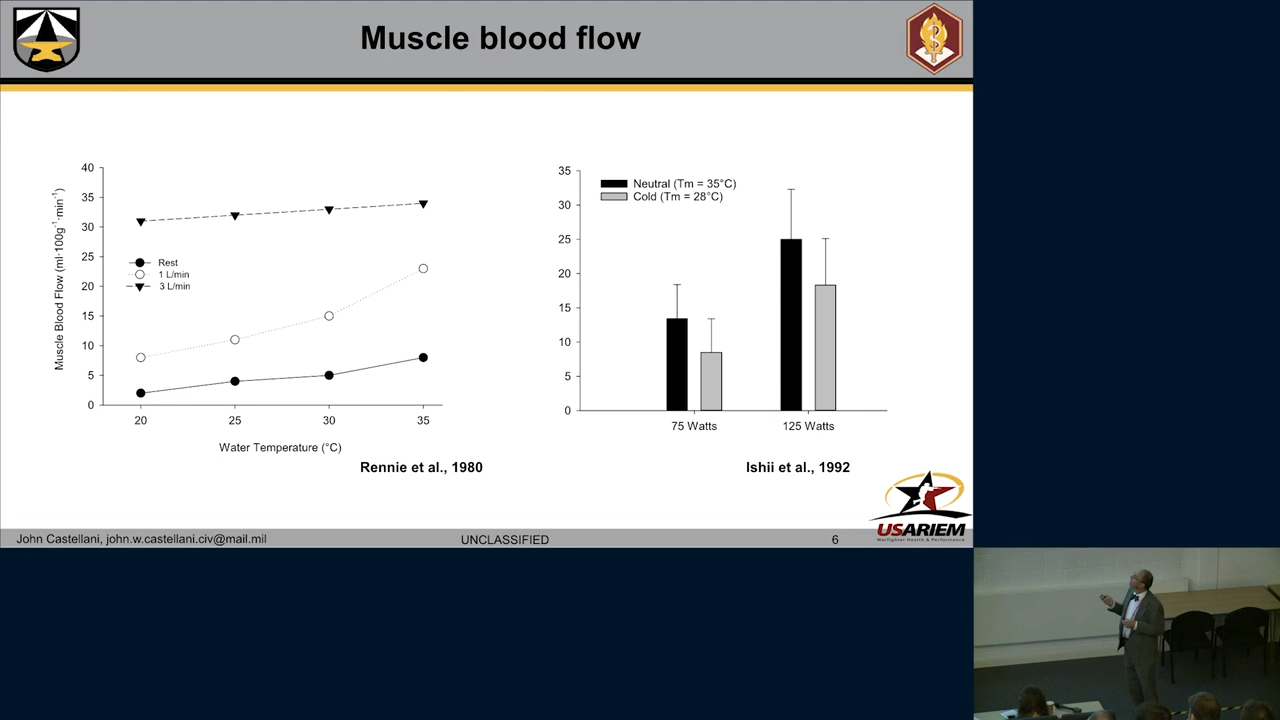 Muscle blood flow
40
35
30
25
20
15
10
5
0
Muscle Blood Flow (ml·100g⁻¹·min⁻¹)
Rest
1 L/min
3 L/min
20 25 30 35
Water Temperature (°C)
Rennie et al., 1980
35
30
25
20
15
10
5
0
Neutral (Tm = 35°C)
Cold (Tm = 28°C)
75 Watts 125 Watts
Ishii et al., 1992
USARIEM
Warfighter Health & Performance
John Castellani, john.w.castellani.civ@mail.mil UNCLASSIFIED 6